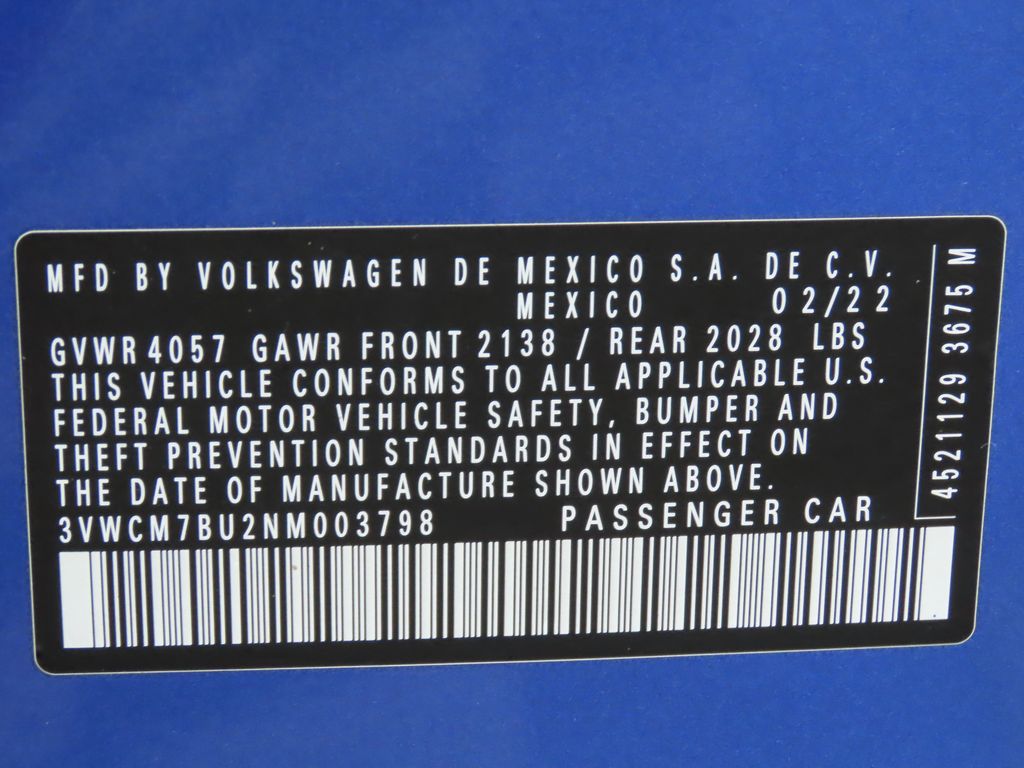 MFD BY VOLKSWAGEN DE MEXICO S.A. DE C.V.
MEXICO 02/22
GVWR 4057 GAWR FRONT 2138 / REAR 2028 LBS
THIS VEHICLE CONFORMS TO ALL APPLICABLE U.S.
FEDERAL MOTOR VEHICLE SAFETY, BUMPER AND
THEFT PREVENTION STANDARDS IN EFFECT ON
THE DATE OF MANUFACTURE SHOWN ABOVE.
3VWCM7BU2NM003798 PASSENGER CAR
4521129 3675 M